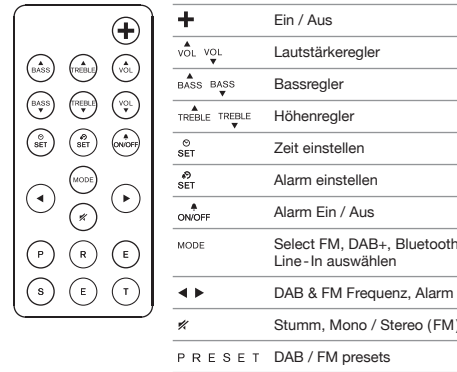 BASS TREBLE VOL
BASS TREBLE VOL
SET SET ON/OFF
MODE
P R E
S E T
Ein / Aus
VOL VOL Lautstärkeregler
BASS BASS Bassregler
TREBLE TREBLE Höhenregler
SET Zeit einstellen
SET Alarm einstellen
ON/OFF Alarm Ein / Aus
MODE Select FM, DAB+, Bluetooth
Line-In auswählen
DAB & FM Frequenz, Alarm
Stumm, Mono / Stereo (FM)
PRESET DAB / FM presets